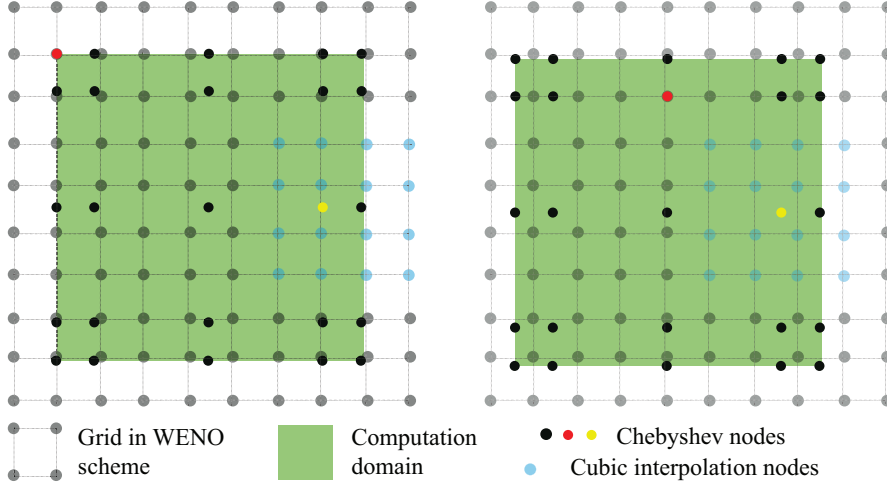 Grid in WENO
scheme
Computation
domain
Chebyshev nodes
Cubic interpolation nodes